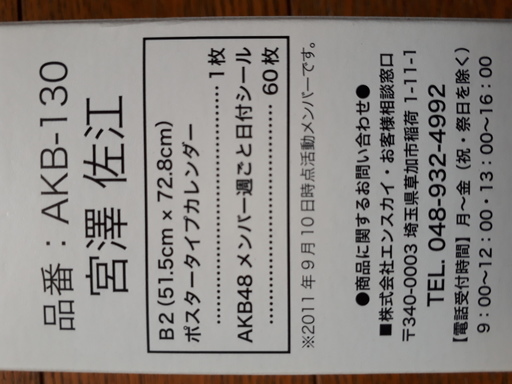 品番：AKB-130
宮澤 佐江
B2 (51.5cm × 72.8cm)
ポスタータイプカレンダー
……………………………… 1枚
AKB48 メンバー週ごと日付シール
……………………………… 60枚
※2011年9月10日時点活動メンバーです。
●商品に関するお問い合わせ●
■株式会社エンスカイ・お客様相談窓口
〒340-0003 埼玉県草加市稲荷 1-11-1
TEL. 048-932-4992
【電話受付時間】月～金（祝・祭日を除く）
9：00～12：00・13：00～16：00